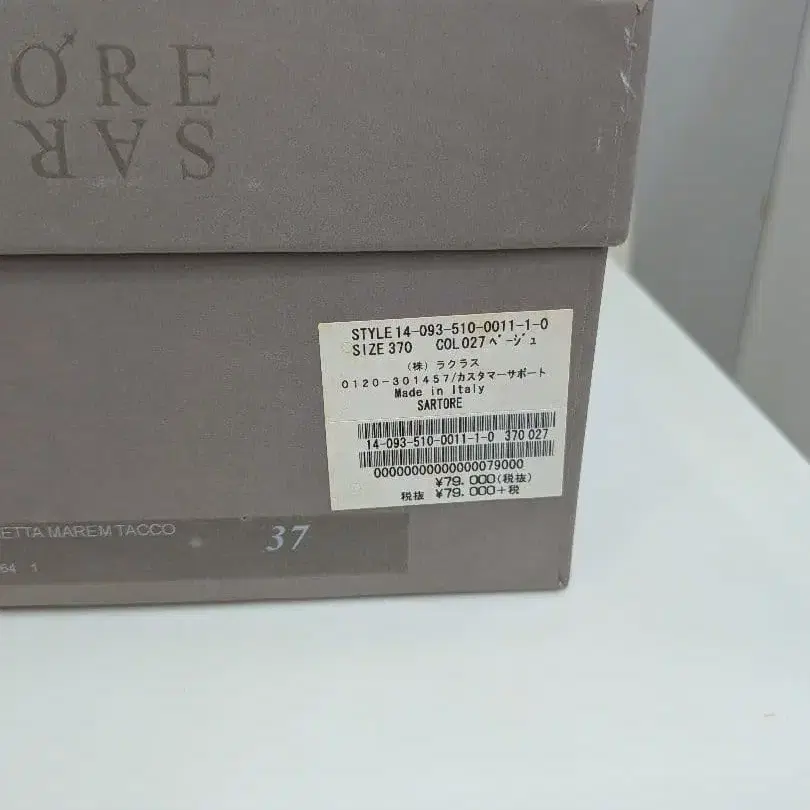 ORE
SAR
STYLE 14-093-510-0011-1-0
SIZE 370 COL 027 ベージュ
(株) ラクラス
0120-301457/カスタマーサポート
Made in Italy
SARTORE
14-093-510-0011-1-0 370 027
00000000000000079000
¥79.000(税抜)
税抜 ¥79.000+税
ETTA MAREM TACCO
37
64 1